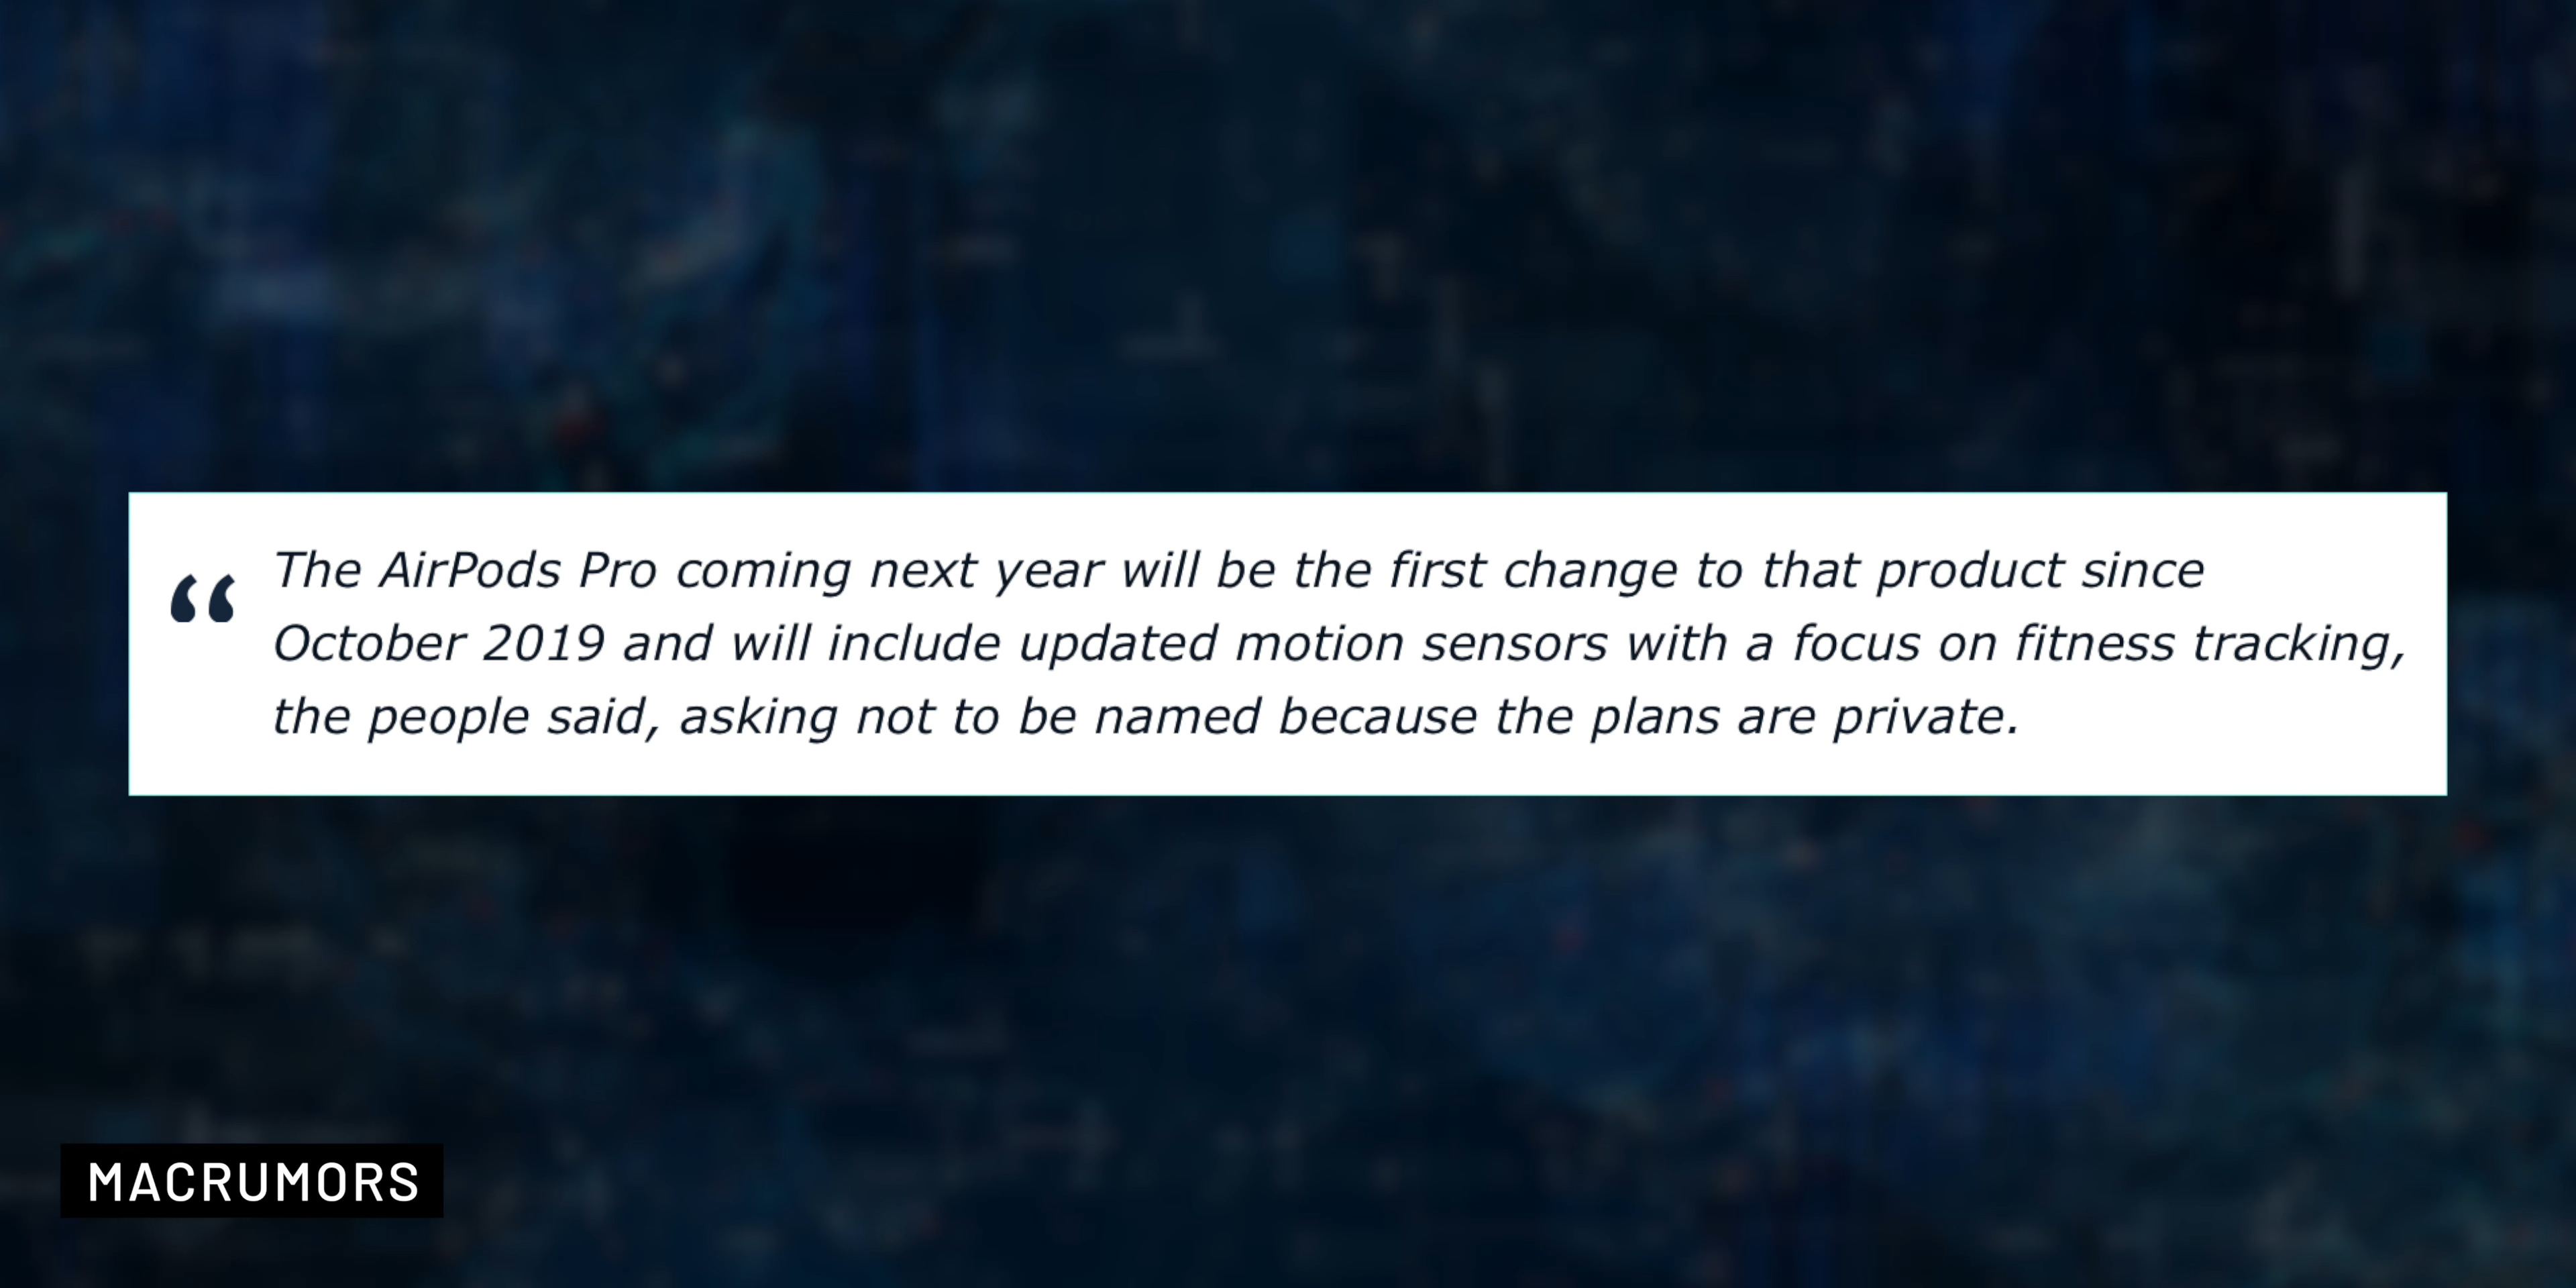 “ The AirPods Pro coming next year will be the first change to that product since
October 2019 and will include updated motion sensors with a focus on fitness tracking,
the people said, asking not to be named because the plans are private.
MACRUMORS